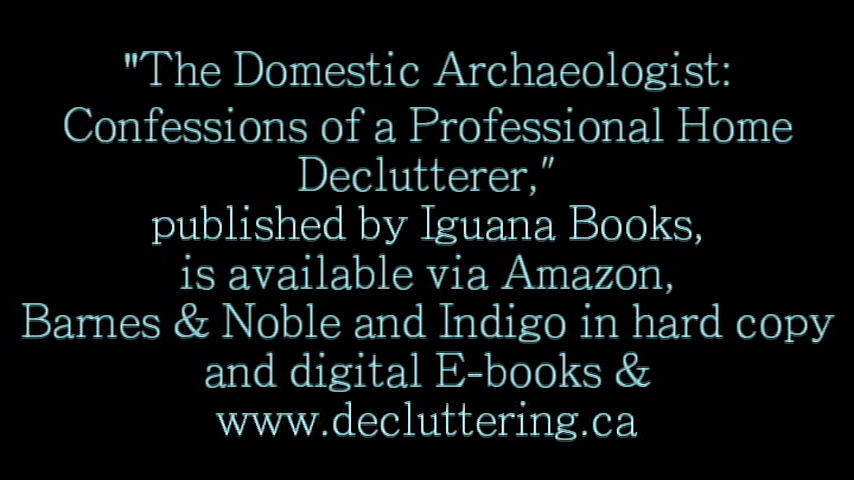 "The Domestic Archaeologist:
Confessions of a Professional Home
Declutterer,"
published by Iguana Books,
is available via Amazon,
Barnes & Noble and Indigo in hard copy
and digital E-books &
www.decluttering.ca